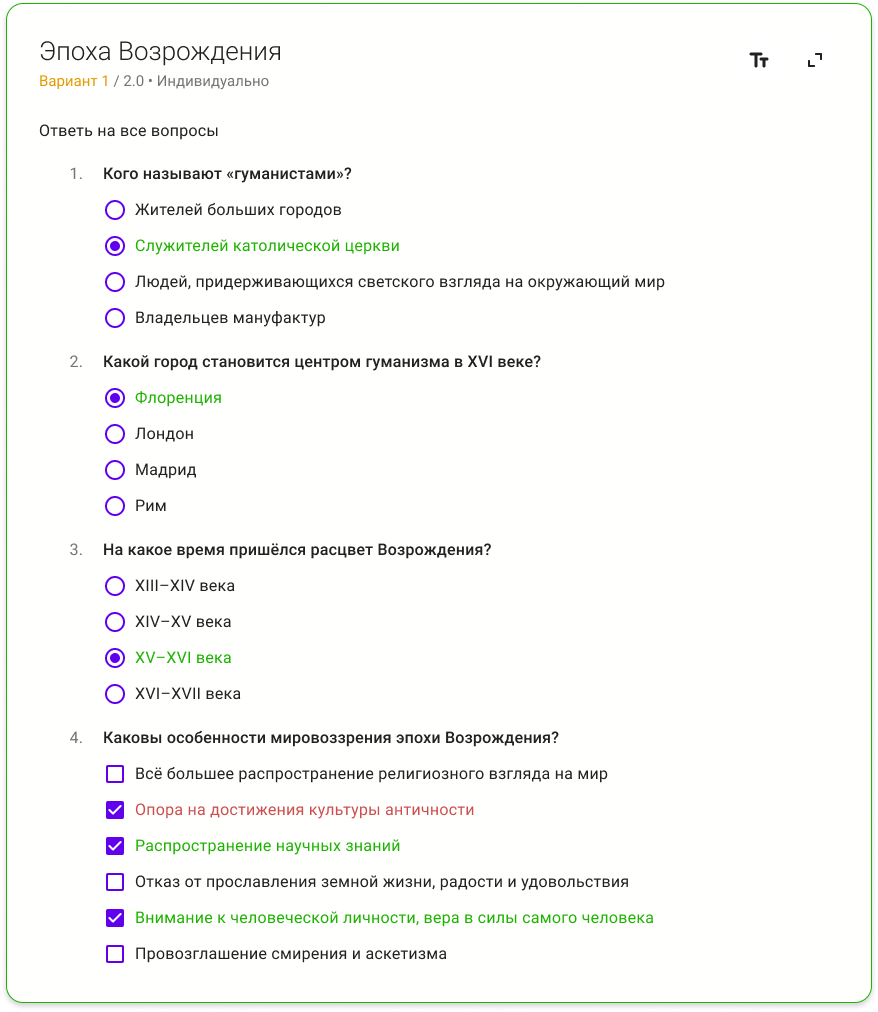 Эпоха Возрождения
Вариант 1 / 2.0 • Индивидуально
Тт
Ответь на все вопросы
1. Кого называют «гуманистами»?
Жителей больших городов
Служителей католической церкви
Людей, придерживающихся светского взгляда на окружающий мир
Владельцев мануфактур
2. Какой город становится центром гуманизма в XVI веке?
Флоренция
Лондон
Мадрид
Рим
3. На какое время пришёлся расцвет Возрождения?
XIII–XIV века
XIV–XV века
XV–XVI века
XVI–XVII века
4. Каковы особенности мировоззрения эпохи Возрождения?
Всё большее распространение религиозного взгляда на мир
Опора на достижения культуры античности
Распространение научных знаний
Отказ от прославления земной жизни, радости и удовольствия
Внимание к человеческой личности, вера в силы самого человека
Провозглашение смирения и аскетизма